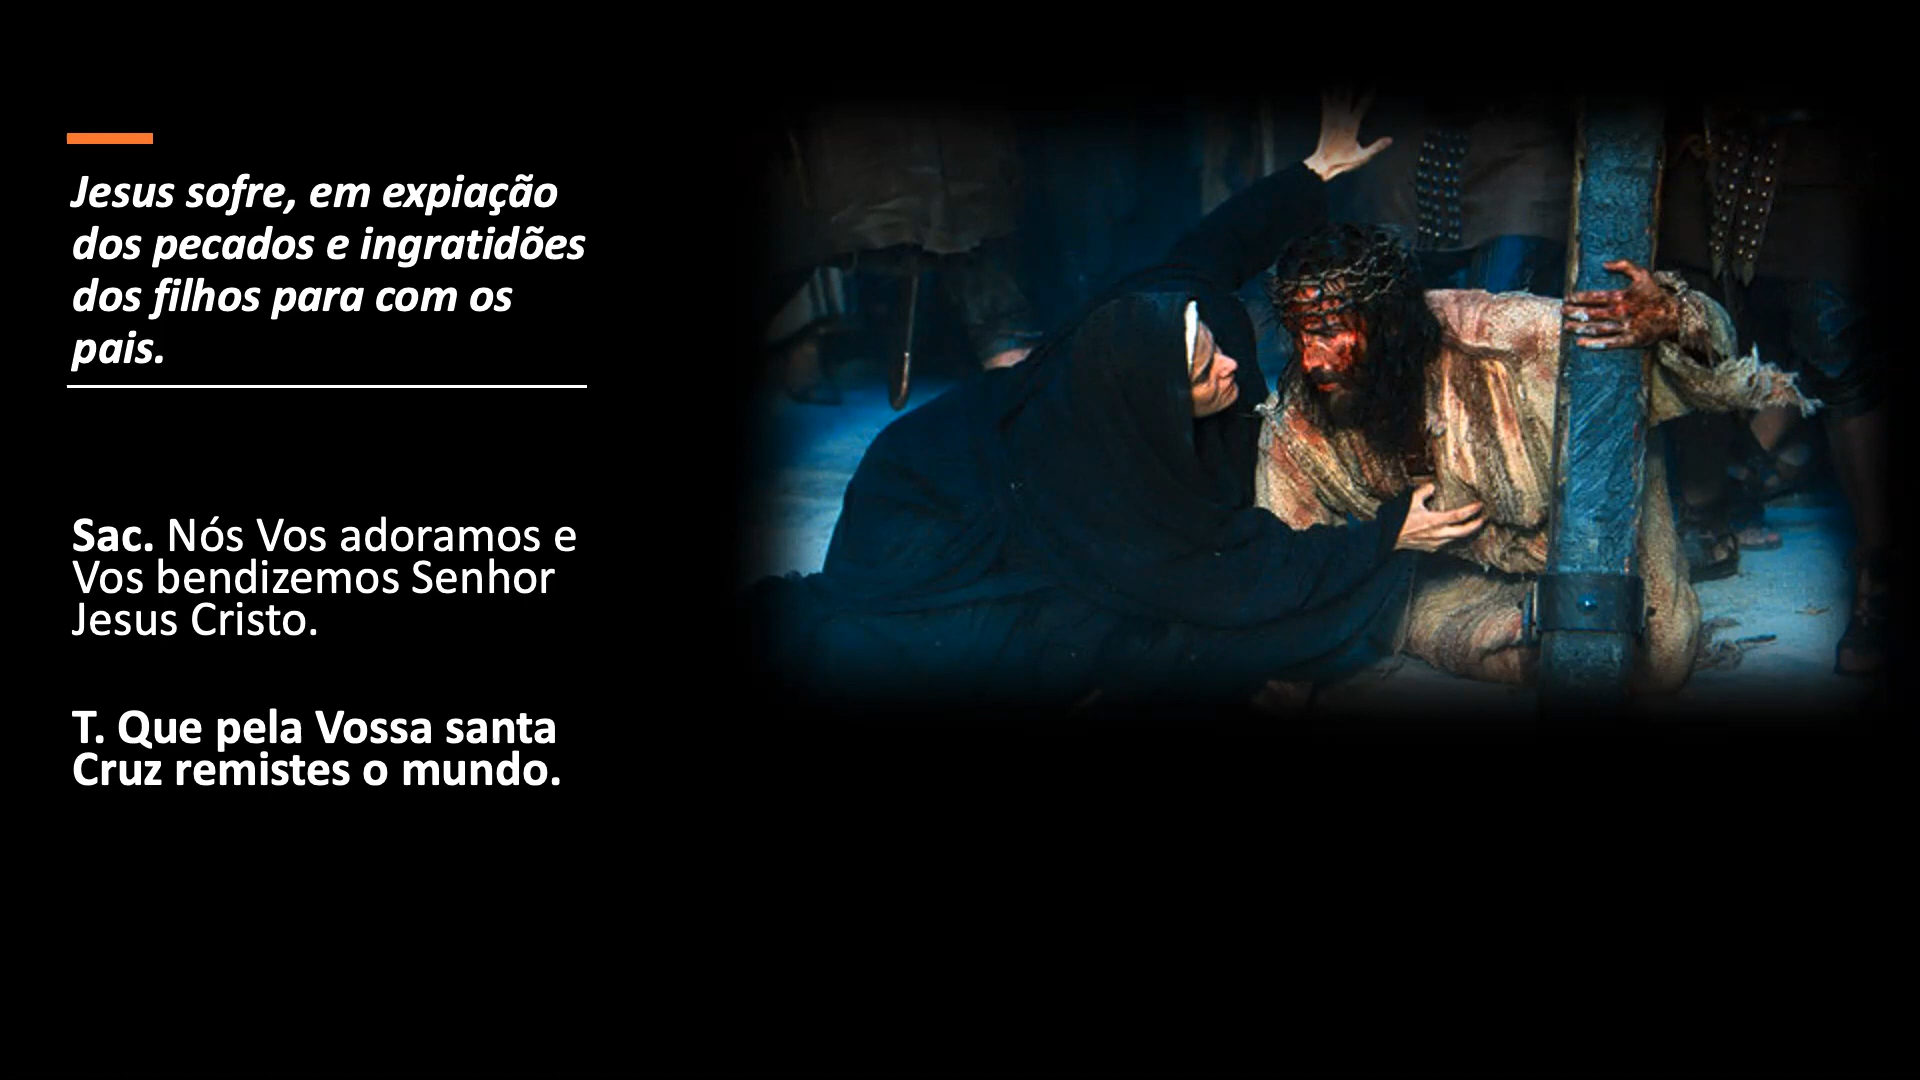 Jesus sofre, em expiação
dos pecados e ingratidões
dos filhos para com os
pais.
Sac. Nós Vos adoramos e
Vos bendizemos Senhor
Jesus Cristo.
T. Que pela Vossa santa
Cruz remistes o mundo.